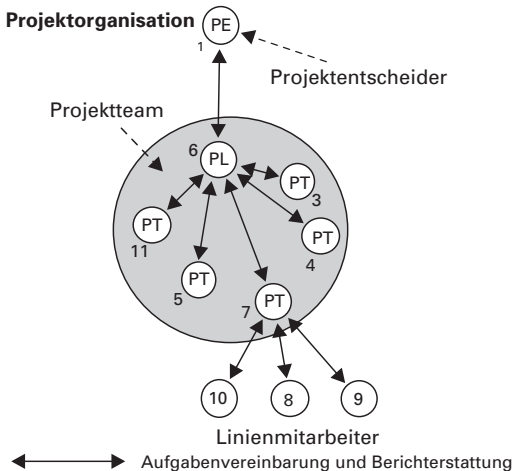 Projektorganisation
PE
1
Projektentscheider
Projektteam
6
PL
PT
3
PT
11
PT
4
PT
5
PT
7
10
8
9
Linienmitarbeiter
Aufgabenvereinbarung und Berichterstattung